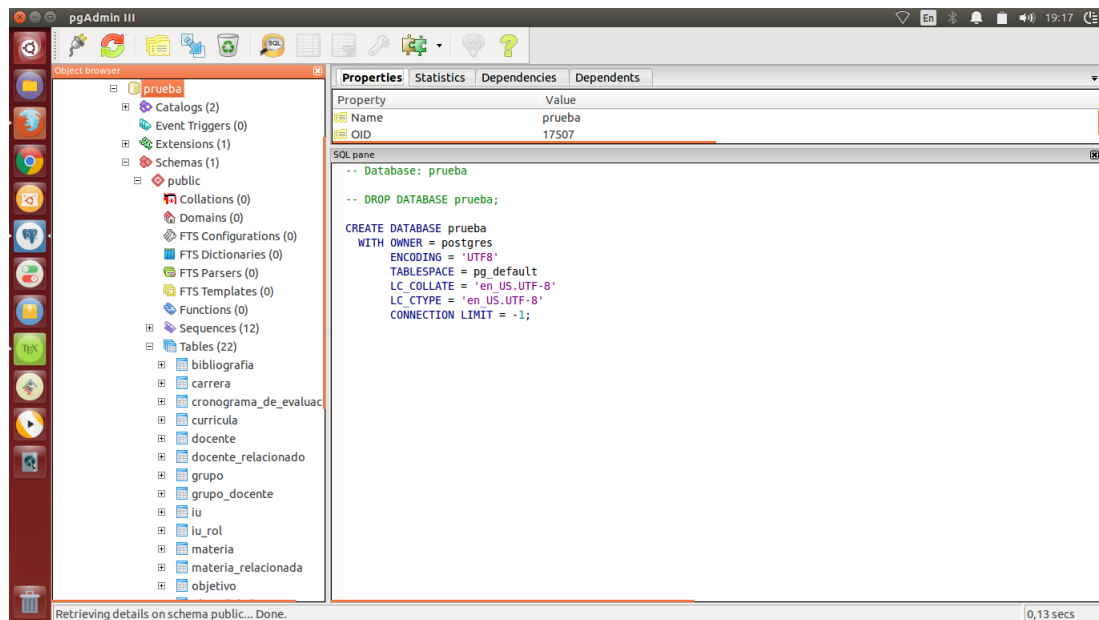 pgAdmin III
En
19:17
SQL
Object browser
prueba
Catalogs (2)
Event Triggers (0)
Extensions (1)
Schemas (1)
public
Collations (0)
Domains (0)
FTS Configurations (0)
FTS Dictionaries (0)
FTS Parsers (0)
FTS Templates (0)
Functions (0)
Sequences (12)
Tables (22)
bibliografia
carrera
cronograma_de_evaluac
curricula
docente
docente_relacionado
grupo
grupo_docente
iu
iu_rol
materia
materia_relacionada
objetivo
Properties Statistics Dependencies Dependents
Property Value
Name prueba
OID 17507
SQL pane
-- Database: prueba
-- DROP DATABASE prueba;
CREATE DATABASE prueba
WITH OWNER = postgres
ENCODING = 'UTF8'
TABLESPACE = pg_default
LC_COLLATE = 'en_US.UTF-8'
LC_CTYPE = 'en_US.UTF-8'
CONNECTION LIMIT = -1;
TEX
Retrieving details on schema public... Done.
0,13 secs